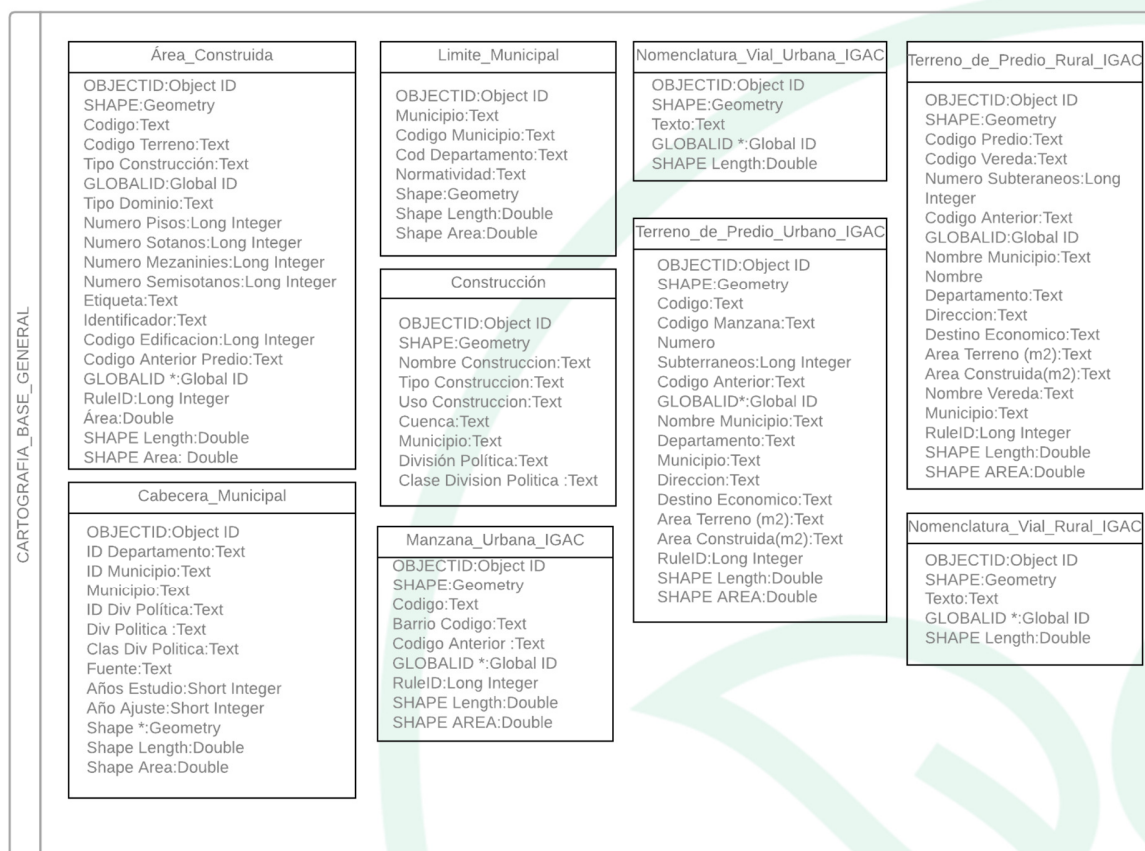 CARTOGRAFIA_BASE_GENERAL
Área_Construida
OBJECTID:Object ID
SHAPE:Geometry
Codigo:Text
Codigo Terreno:Text
Tipo Construcción:Text
GLOBALID:Global ID
Tipo Dominio:Text
Numero Pisos:Long Integer
Numero Sotanos:Long Integer
Numero Mezaninies:Long Integer
Numero Semisotanos:Long Integer
Etiqueta:Text
Identificador:Text
Codigo Edificacion:Long Integer
Codigo Anterior Predio:Text
GLOBALID *:Global ID
RuleID:Long Integer
Área:Double
SHAPE Length:Double
SHAPE Area: Double
Cabecera_Municipal
OBJECTID:Object ID
ID Departamento:Text
ID Municipio:Text
Municipio:Text
ID Div Política:Text
Div Politica :Text
Clas Div Politica:Text
Fuente:Text
Años Estudio:Short Integer
Año Ajuste:Short Integer
Shape *:Geometry
Shape Length:Double
Shape Area:Double
Limite_Municipal
OBJECTID:Object ID
Municipio:Text
Codigo Municipio:Text
Cod Departamento:Text
Normatividad:Text
Shape:Geometry
Shape Length:Double
Shape Area:Double
Construcción
OBJECTID:Object ID
SHAPE:Geometry
Nombre Construccion:Text
Tipo Construccion:Text
Uso Construccion:Text
Cuenca:Text
Municipio:Text
División Política:Text
Clase Division Politica :Text
Manzana_Urbana_IGAC
OBJECTID:Object ID
SHAPE:Geometry
Codigo:Text
Barrio Codigo:Text
Codigo Anterior :Text
GLOBALID *:Global ID
RuleID:Long Integer
SHAPE Length:Double
SHAPE AREA:Double
Nomenclatura_Vial_Urbana_IGAC
OBJECTID:Object ID
SHAPE:Geometry
Texto:Text
GLOBALID *:Global ID
SHAPE Length:Double
Terreno_de_Predio_Urbano_IGAC
OBJECTID:Object ID
SHAPE:Geometry
Codigo:Text
Codigo Manzana:Text
Numero
Subterraneos:Long Integer
Codigo Anterior:Text
GLOBALID*:Global ID
Nombre Municipio:Text
Departamento:Text
Municipio:Text
Direccion:Text
Destino Economico:Text
Area Terreno (m2):Text
Area Construida(m2):Text
RuleID:Long Integer
SHAPE Length:Double
SHAPE AREA:Double
Terreno_de_Predio_Rural_IGAC
OBJECTID:Object ID
SHAPE:Geometry
Codigo Predio:Text
Codigo Vereda:Text
Numero Subteraneos:Long
Integer
Codigo Anterior:Text
GLOBALID:Global ID
Nombre Municipio:Text
Nombre
Departamento:Text
Direccion:Text
Destino Economico:Text
Area Terreno (m2):Text
Area Construida(m2):Text
Nombre Vereda:Text
Municipio:Text
RuleID:Long Integer
SHAPE Length:Double
SHAPE AREA:Double
Nomenclatura_Vial_Rural_IGAC
OBJECTID:Object ID
SHAPE:Geometry
Texto:Text
GLOBALID *:Global ID
SHAPE Length:Double